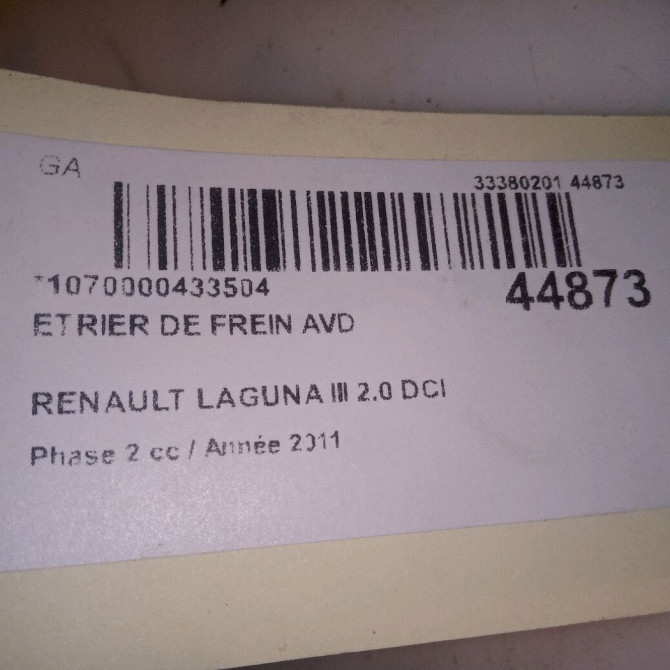 GA
33380201 44873
*1070000433504
44873
ETRIER DE FREIN AVD
RENAULT LAGUNA III 2.0 DCI
Phase 2 cc / Année 2011